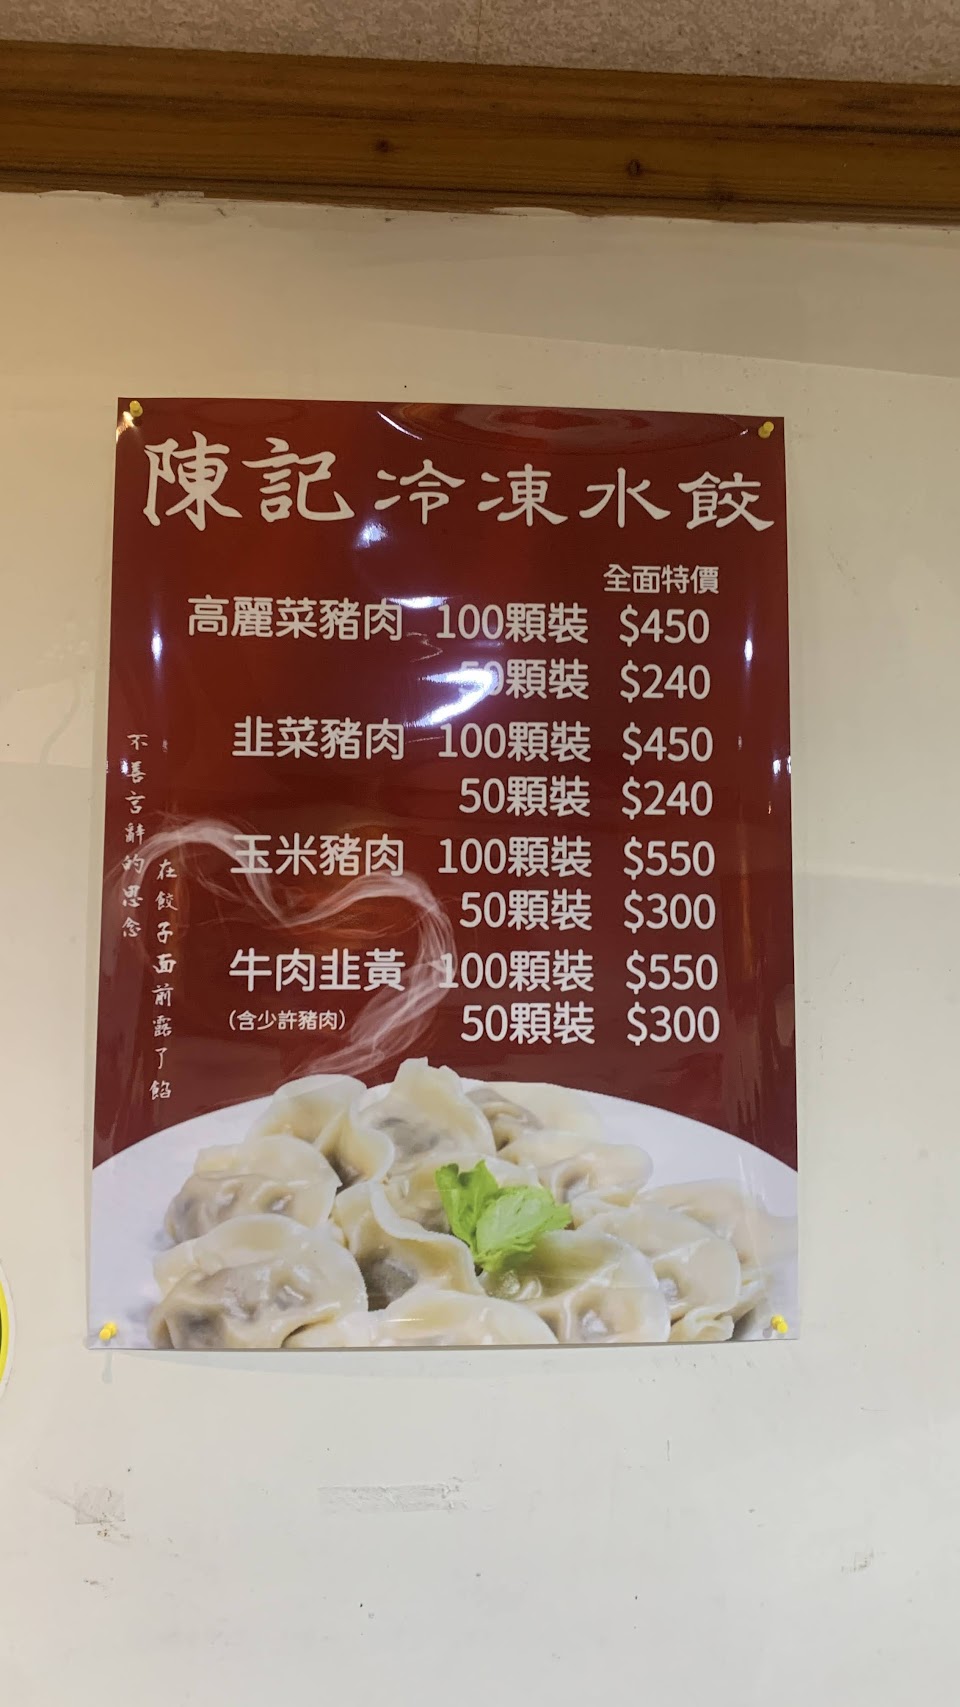 陳記冷凍水餃
全面特價
高麗菜豬肉 100顆裝 $450
50顆裝 $240
韭菜豬肉 100顆裝 $450
50顆裝 $240
玉米豬肉 100顆裝 $550
50顆裝 $300
牛肉韭黃 100顆裝 $550
(含少許豬肉) 50顆裝 $300
不善言辭的思念
在餃子面前露了餡